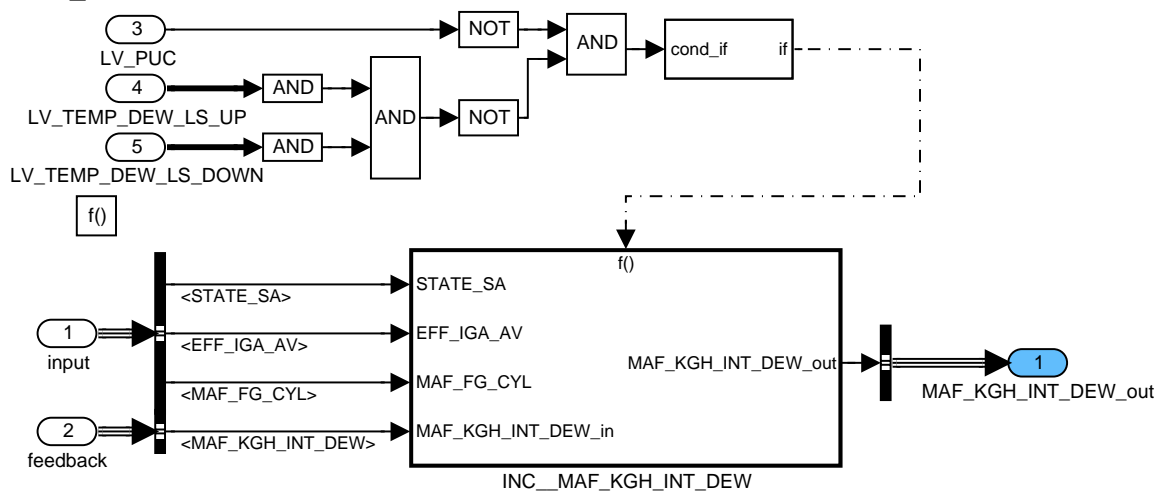 3
NOT
AND
cond_if
if
LV_PUC
4
AND
AND
NOT
LV_TEMP_DEW_LS_UP
5
AND
LV_TEMP_DEW_LS_DOWN
f()
f()
STATE_SA
<STATE_SA>
1
EFF_IGA_AV
input
<EFF_IGA_AV>
MAF_KGH_INT_DEW_out
1
MAF_FG_CYL
MAF_KGH_INT_DEW_out
<MAF_FG_CYL>
2
MAF_KGH_INT_DEW_in
<MAF_KGH_INT_DEW>
feedback
INC__MAF_KGH_INT_DEW